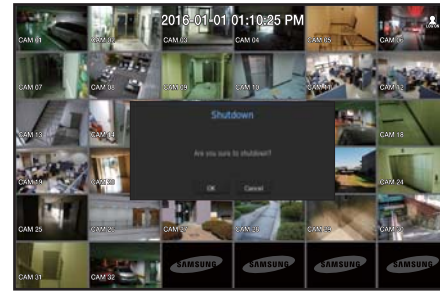 2016-01-01 01:10:25 PM
LOGON
CAM 01 CAM 02 CAM 03 CAM 04 CAM 05 CAM 06
CAM 07 CAM 08 CAM 09 CAM 10 CAM 11 CAM 12
Shutdown
CAM 13 CAM 14 CAM 18
Are you sure to shutdown?
CAM 19 CAM 20 CAM 24
OK Cancel
CAM 25 CAM 26 CAM 27 CAM 28 CAM 29 CAM 30
SAMSUNG SAMSUNG SAMSUNG SAMSUNG
CAM 31 CAM 32